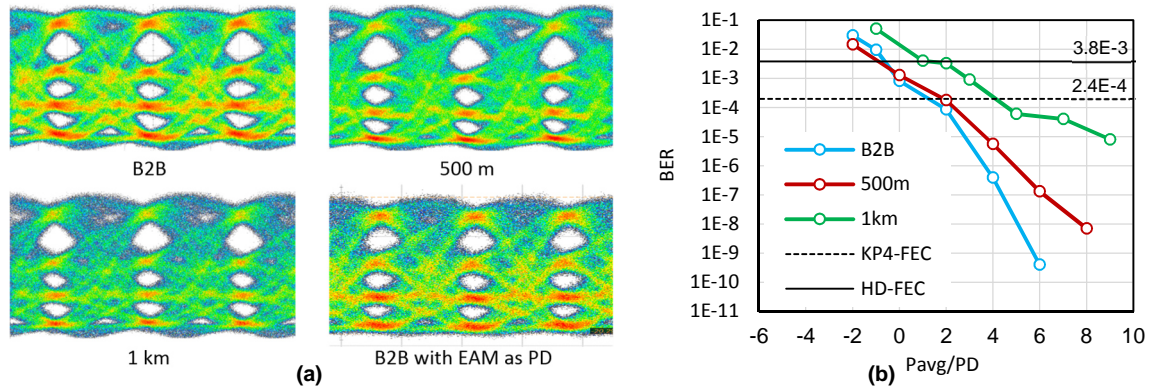 B2B
500 m
1 km
B2B with EAM as PD
(a)
1E-1
1E-2
1E-3
1E-4
1E-5
1E-6
1E-7
1E-8
1E-9
1E-10
1E-11
BER
3.8E-3
2.4E-4
B2B
500m
1km
KP4-FEC
HD-FEC
-6 -4 -2 0 2 4 6 8 10
Pavg/PD
(b)